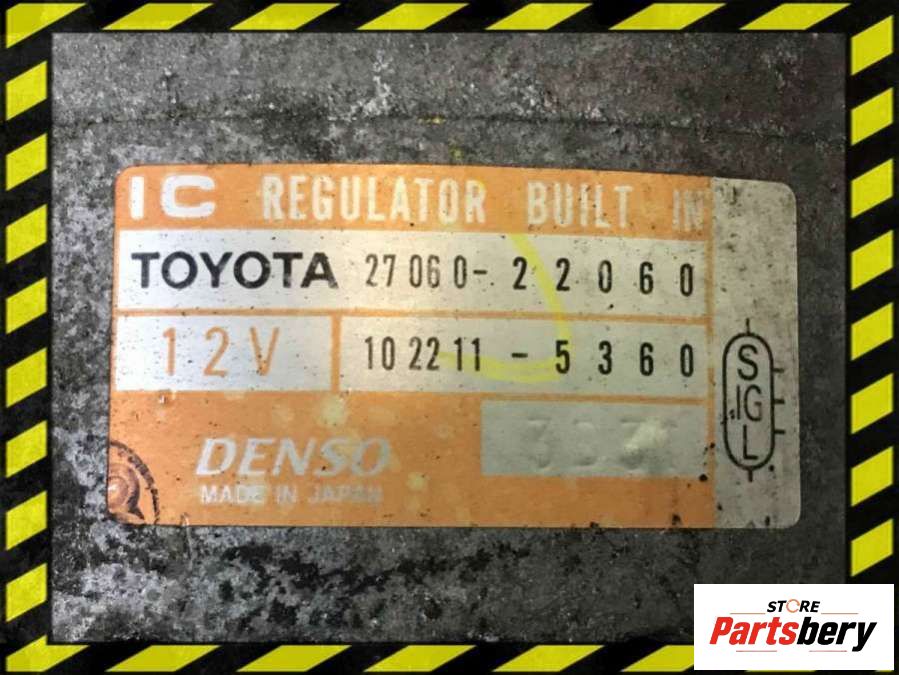 IC REGULATOR BUILT IN
TOYOTA 27060-22060
12V 102211-5360
S
IG
L
DENSO
MADE IN JAPAN
STORE
Partsbery